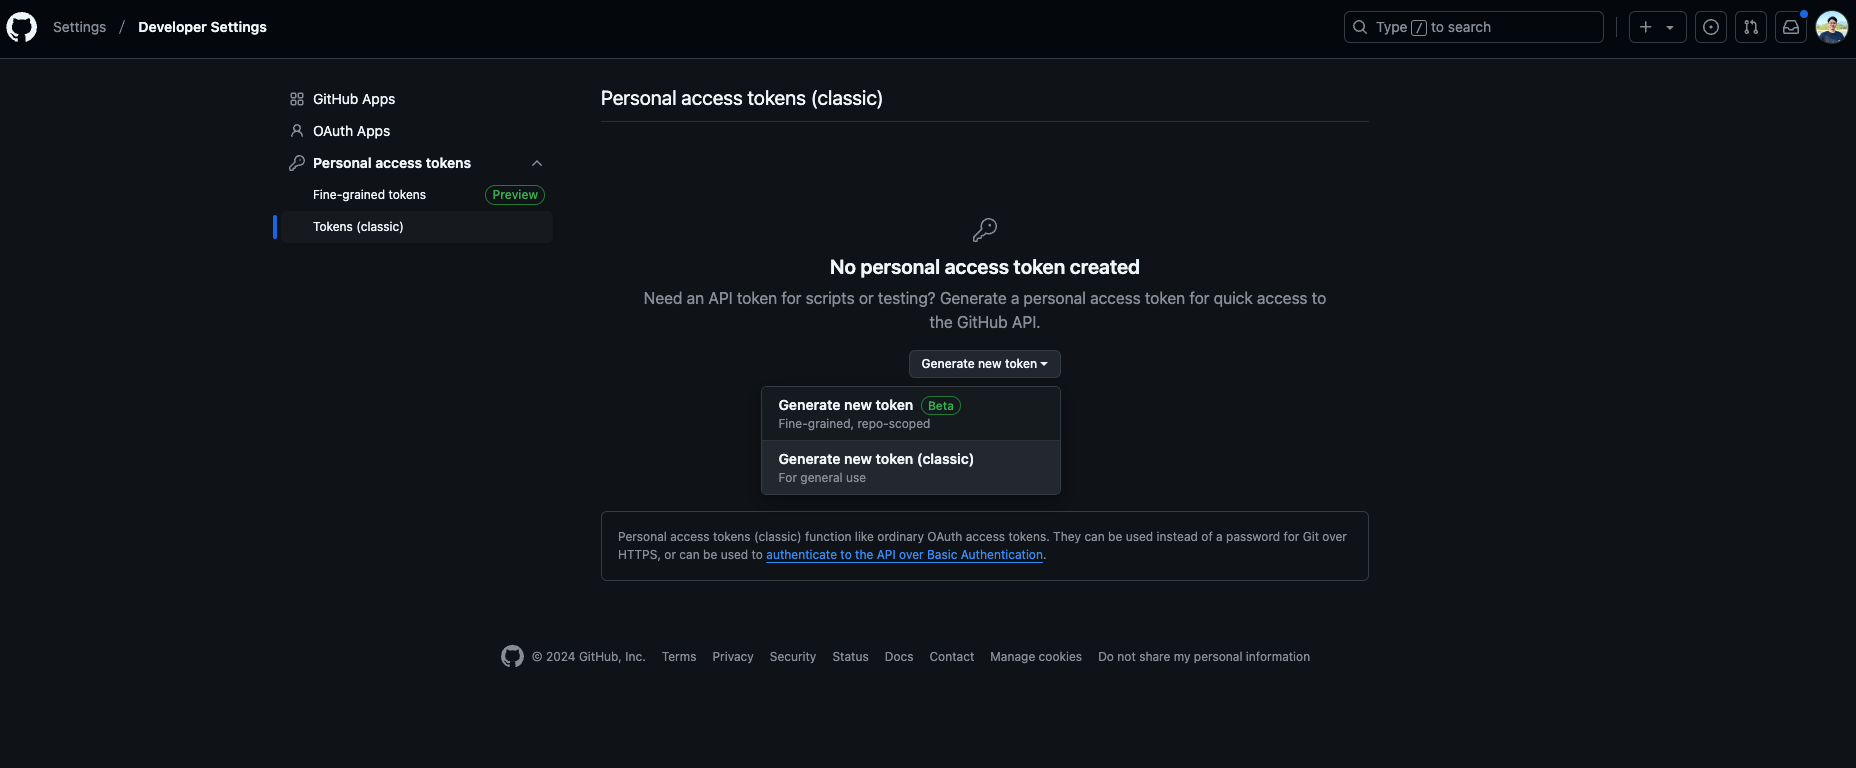 Settings / Developer Settings
Type / to search
GitHub Apps
OAuth Apps
Personal access tokens
Fine-grained tokens Preview
Tokens (classic)
Personal access tokens (classic)
No personal access token created
Need an API token for scripts or testing? Generate a personal access token for quick access to
the GitHub API.
Generate new token
Generate new token Beta
Fine-grained, repo-scoped
Generate new token (classic)
For general use
Personal access tokens (classic) function like ordinary OAuth access tokens. They can be used instead of a password for Git over
HTTPS, or can be used to authenticate to the API over Basic Authentication.
© 2024 GitHub, Inc. Terms Privacy Security Status Docs Contact Manage cookies Do not share my personal information